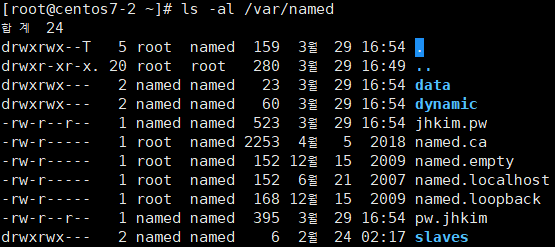 [root@centos7-2 ~]# ls -al /var/named
합계 24
drwxrwx--T 5 root named 159 3월 29 16:54 .
drwxr-xr-x. 20 root root 280 3월 29 16:49 ..
drwxrwx--- 2 named named 23 3월 29 16:54 data
drwxrwx--- 2 named named 60 3월 29 16:54 dynamic
-rw-r--r-- 1 named named 523 3월 29 16:54 jhkim.pw
-rw-r----- 1 root named 2253 4월 5 2018 named.ca
-rw-r----- 1 root named 152 12월 15 2009 named.empty
-rw-r----- 1 root named 152 6월 21 2007 named.localhost
-rw-r----- 1 root named 168 12월 15 2009 named.loopback
-rw-r--r-- 1 named named 395 3월 29 16:54 pw.jhkim
drwxrwx--- 2 named named 6 2월 24 02:17 slaves